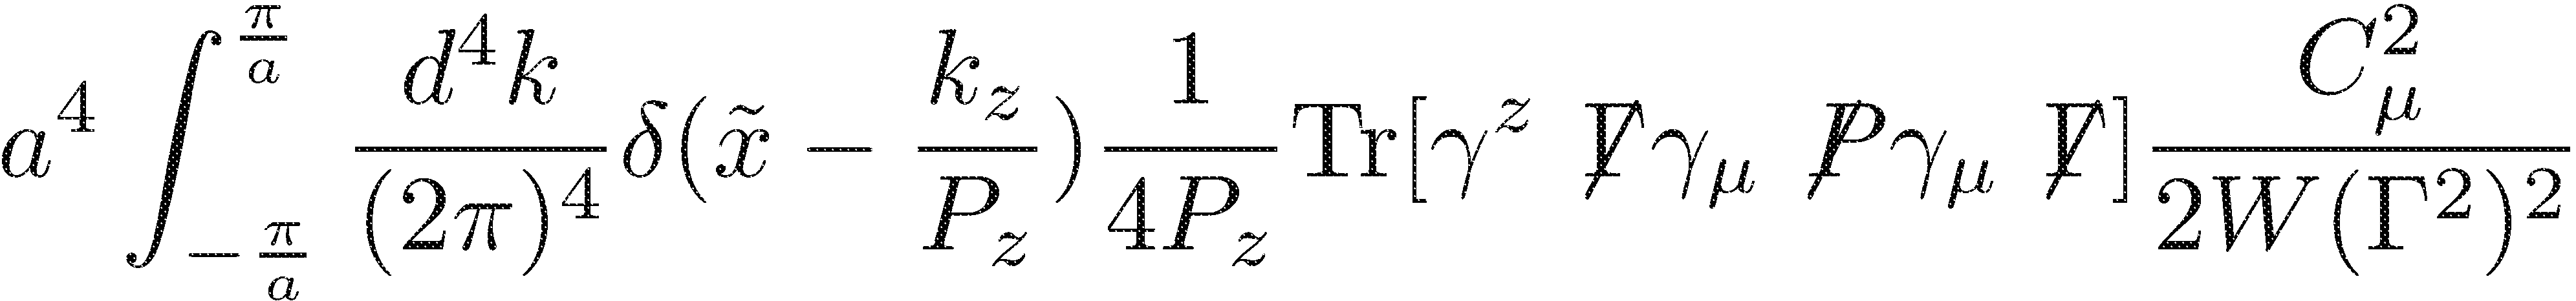 $a^4 \int_{-\frac{\pi}{a}}^{\frac{\pi}{a}} \frac{d^4 k}{(2\pi)^4} \delta(\tilde{x} - \frac{k_z}{P_z}) \frac{1}{4P_z} \mathrm{Tr}[\gamma^z \not{\Gamma} \gamma_\mu \not{P} \gamma_\mu \not{\Gamma}] \frac{C_\mu^2}{2W(\Gamma^2)^2}$